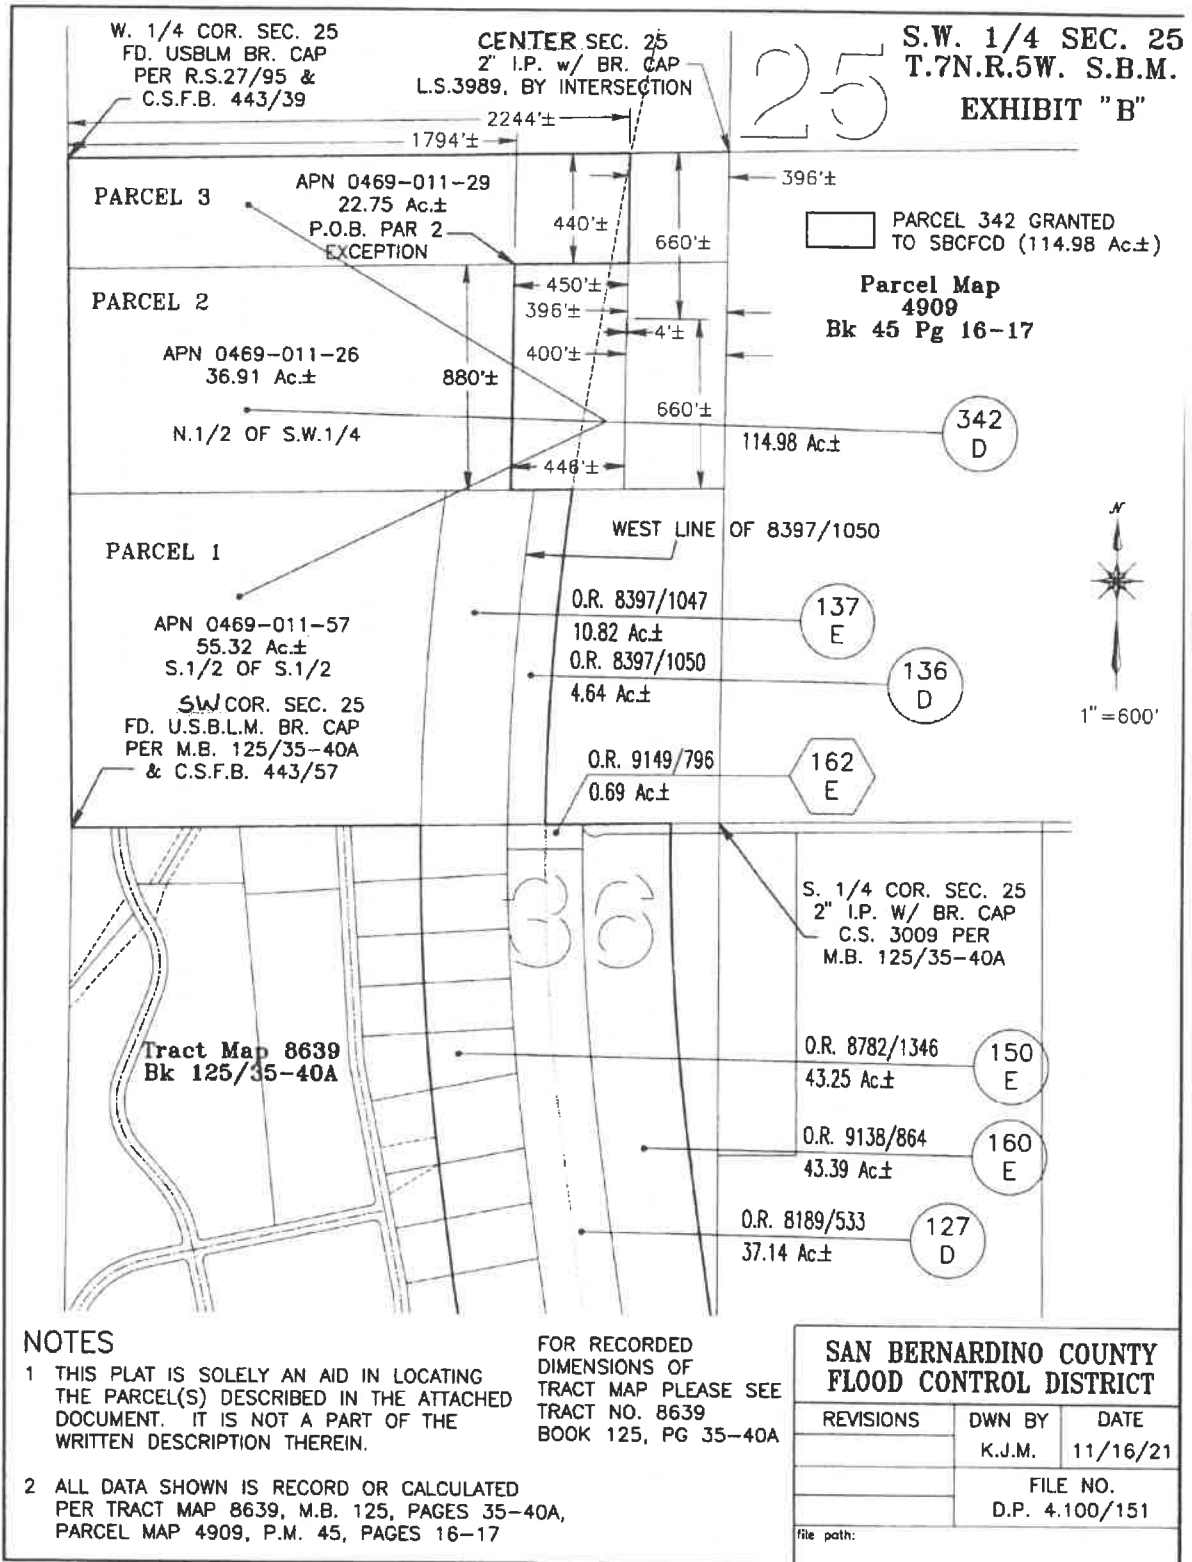 W. 1/4 COR. SEC. 25
FD. USBLM BR. CAP
PER R.S.27/95 &
C.S.F.B. 443/39
CENTER SEC. 25
2" I.P. w/ BR. CAP
L.S.3989, BY INTERSECTION
25
S.W. 1/4 SEC. 25
T.7N.R.5W. S.B.M.
EXHIBIT "B"
2244'±
1794'±
396'±
PARCEL 3
APN 0469-011-29
22.75 Ac.±
P.O.B. PAR 2
EXCEPTION
440'±
660'±
PARCEL 342 GRANTED
TO SBCFCD (114.98 Ac.±)
Parcel Map
4909
Bk 45 Pg 16-17
PARCEL 2
450'±
396'±
4'±
400'±
APN 0469-011-26
36.91 Ac.±
880'±
660'±
N.1/2 OF S.W.1/4
114.98 Ac.±
342
D
446'±
N
1"=600'
PARCEL 1
WEST LINE OF 8397/1050
APN 0469-011-57
55.32 Ac.±
S.1/2 OF S.1/2
O.R. 8397/1047
10.82 Ac.±
137
E
O.R. 8397/1050
4.64 Ac.±
136
D
SW COR. SEC. 25
FD. U.S.B.L.M. BR. CAP
PER M.B. 125/35-40A
& C.S.F.B. 443/57
O.R. 9149/796
0.69 Ac.±
162
E
36
S. 1/4 COR. SEC. 25
2" I.P. W/ BR. CAP
C.S. 3009 PER
M.B. 125/35-40A
Tract Map 8639
Bk 125/35-40A
O.R. 8782/1346
43.25 Ac.±
150
E
O.R. 9138/864
43.39 Ac.±
160
E
O.R. 8189/533
37.14 Ac.±
127
D
NOTES
1 THIS PLAT IS SOLELY AN AID IN LOCATING
THE PARCEL(S) DESCRIBED IN THE ATTACHED
DOCUMENT. IT IS NOT A PART OF THE
WRITTEN DESCRIPTION THEREIN.
2 ALL DATA SHOWN IS RECORD OR CALCULATED
PER TRACT MAP 8639, M.B. 125, PAGES 35-40A,
PARCEL MAP 4909, P.M. 45, PAGES 16-17
FOR RECORDED
DIMENSIONS OF
TRACT MAP PLEASE SEE
TRACT NO. 8639
BOOK 125, PG 35-40A
SAN BERNARDINO COUNTY
FLOOD CONTROL DISTRICT
REVISIONS
DWN BY
K.J.M.
DATE
11/16/21
FILE NO.
D.P. 4.100/151
file path: